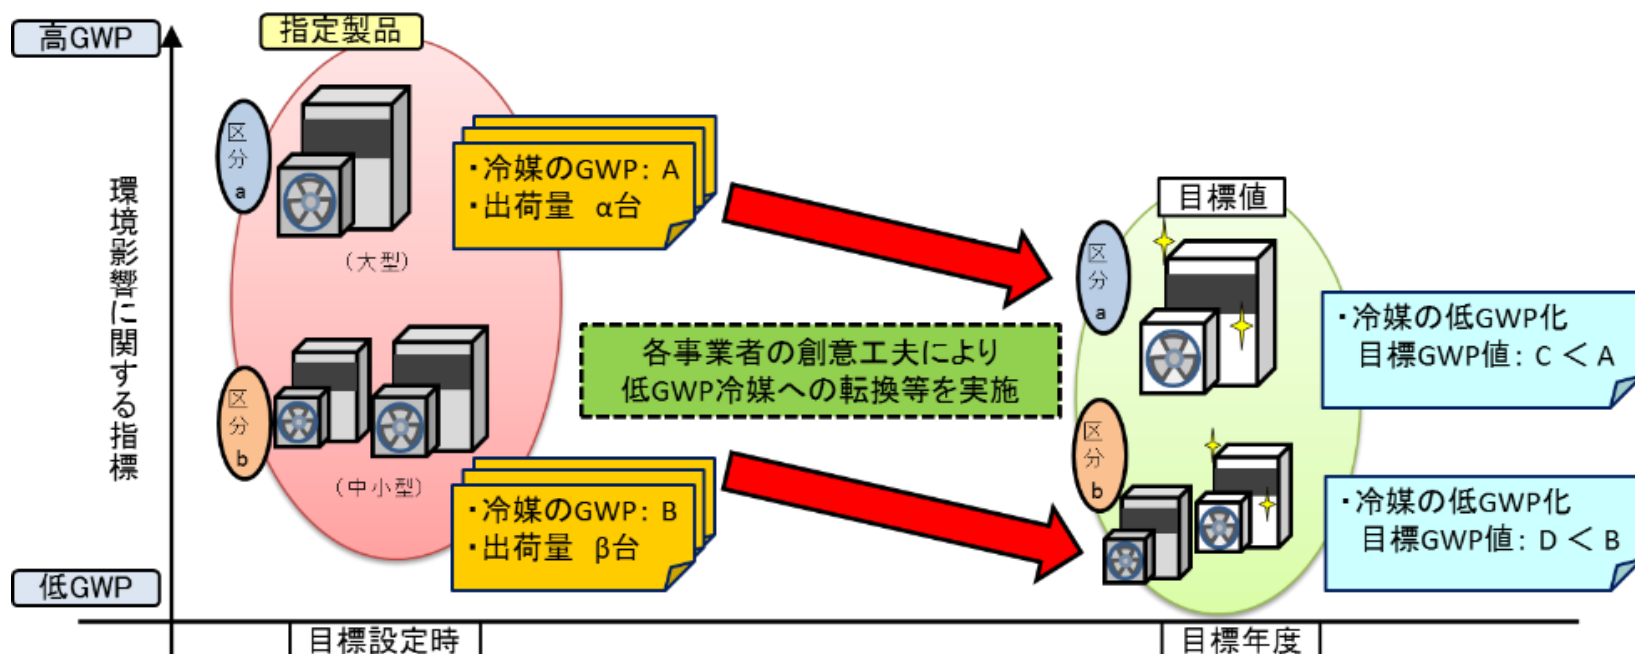 高GWP
指定製品
区分a
・冷媒のGWP: A
・出荷量 α台
(大型)
環境影響に関する指標
目標値
区分a
・冷媒の低GWP化
目標GWP値: C < A
各事業者の創意工夫により
低GWP冷媒への転換等を実施
区分b
(中小型)
・冷媒のGWP: B
・出荷量 β台
区分b
・冷媒の低GWP化
目標GWP値: D < B
低GWP
目標設定時
目標年度